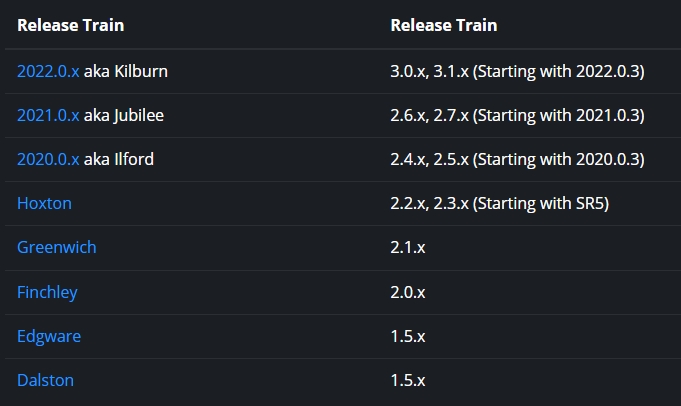 Release Train Release Train
2022.0.x aka Kilburn 3.0.x, 3.1.x (Starting with 2022.0.3)
2021.0.x aka Jubilee 2.6.x, 2.7.x (Starting with 2021.0.3)
2020.0.x aka Ilford 2.4.x, 2.5.x (Starting with 2020.0.3)
Hoxton 2.2.x, 2.3.x (Starting with SR5)
Greenwich 2.1.x
Finchley 2.0.x
Edgware 1.5.x
Dalston 1.5.x